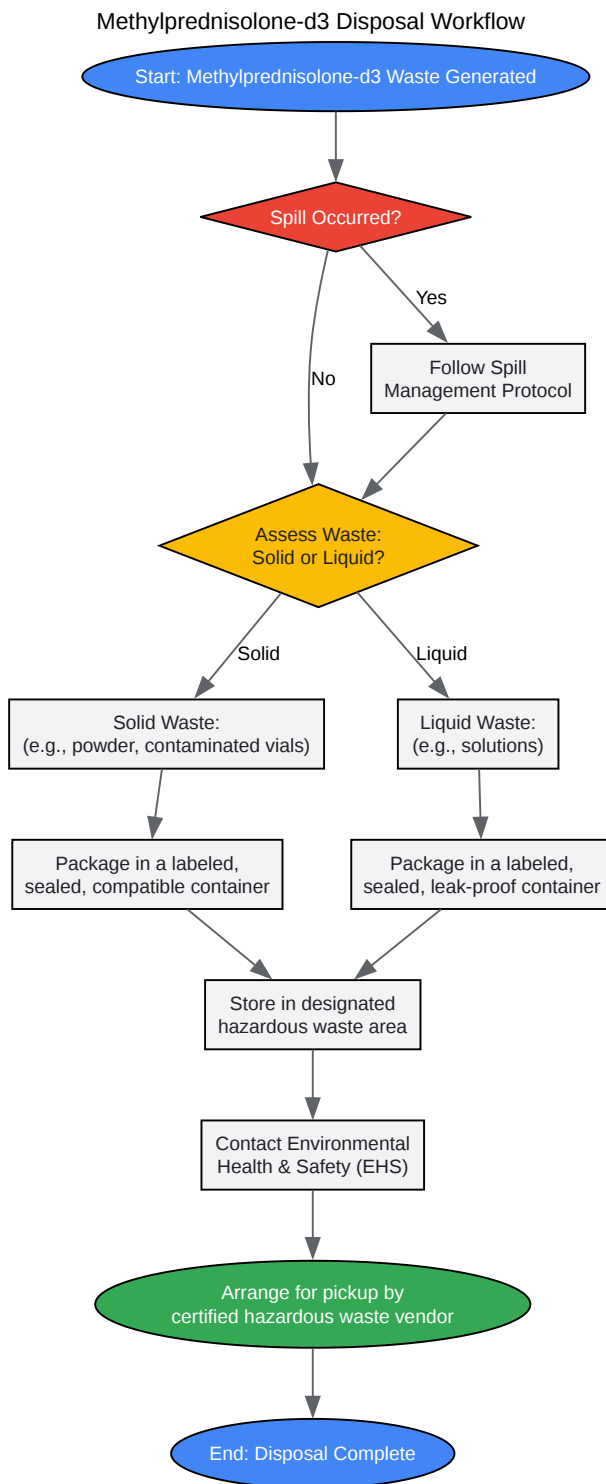 Methylprednisolone-d3 Disposal Workflow
Start: Methylprednisolone-d3 Waste Generated
Spill Occurred?
Yes
Follow Spill
Management Protocol
No
Assess Waste:
Solid or Liquid?
Solid
Liquid
Solid Waste:
(e.g., powder, contaminated vials)
Liquid Waste:
(e.g., solutions)
Package in a labeled,
sealed, compatible container
Package in a labeled,
sealed, leak-proof container
Store in designated
hazardous waste area
Contact Environmental
Health & Safety (EHS)
Arrange for pickup by
certified hazardous waste vendor
End: Disposal Complete